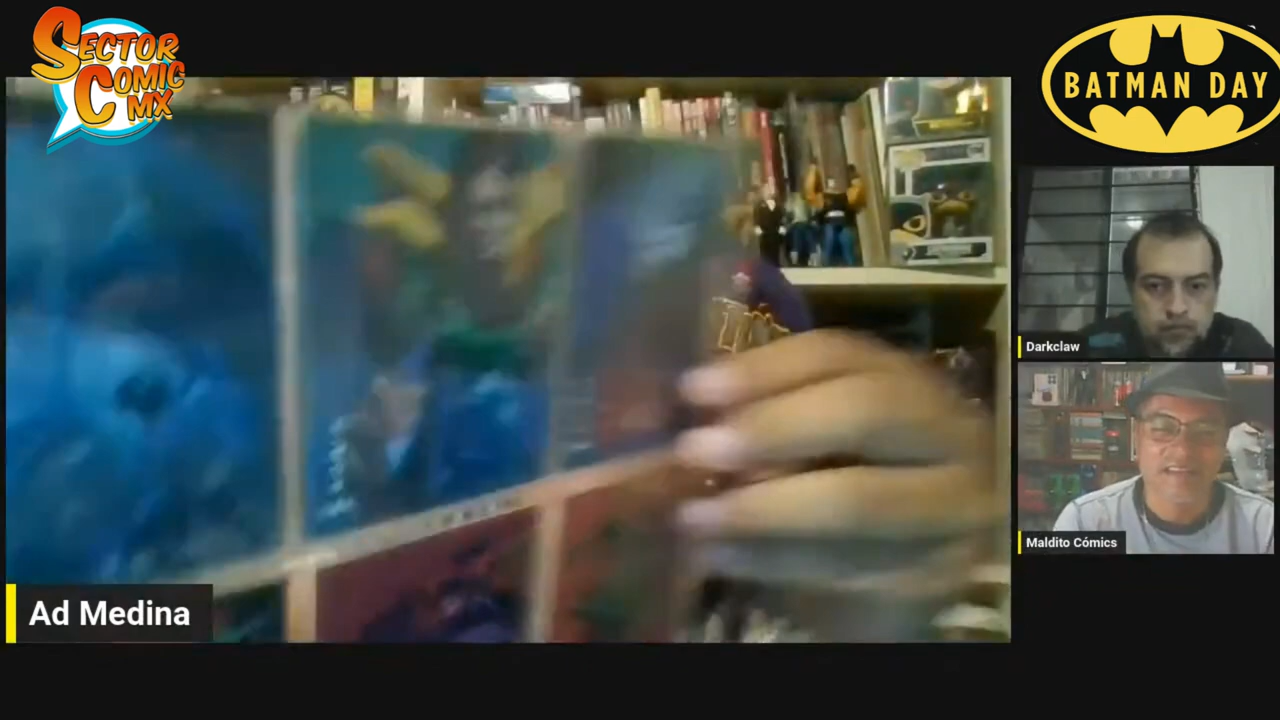 SECTOR
COMIC
MX
BATMAN DAY
Darkclaw
Maldito Cómics
Ad Medina